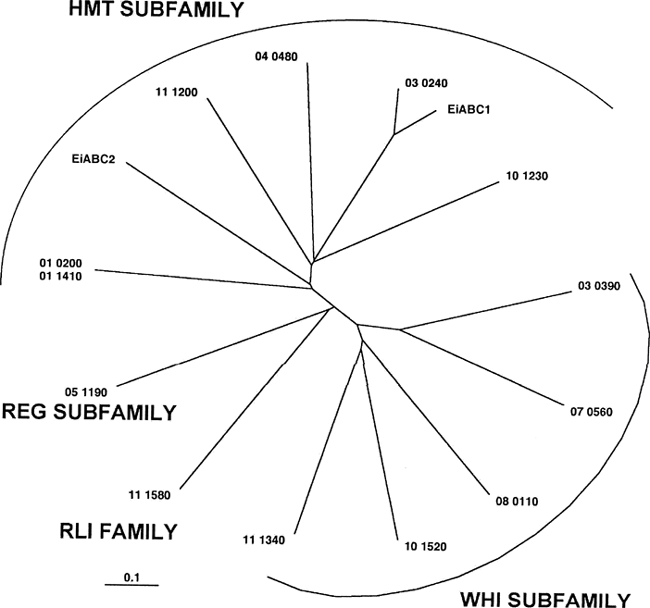 HMT SUBFAMILY
04 0480
03 0240
11 1200
EiABC1
EiABC2
10 1230
01 0200
01 1410
03 0390
05 1190
REG SUBFAMILY
07 0560
11 1580
08 0110
RLI FAMILY
11 1340
10 1520
0.1
WHI SUBFAMILY